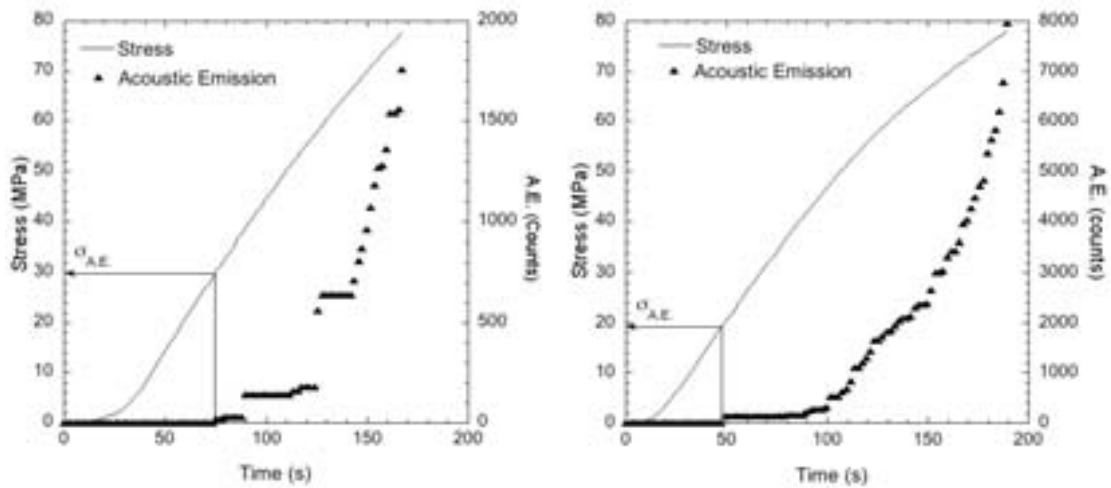 80
70
60
50
40
30
20
10
0
Stress (MPa)
Stress
Acoustic Emission
σA.E.
2000
1500
1000
500
0
A.E. (Counts)
0 50 100 150 200
Time (s)
80
70
60
50
40
30
20
10
0
Stress (MPa)
Stress
Acoustic Emission
σA.E.
8000
7000
6000
5000
4000
3000
2000
1000
0
A.E. (counts)
0 50 100 150 200
Time (s)